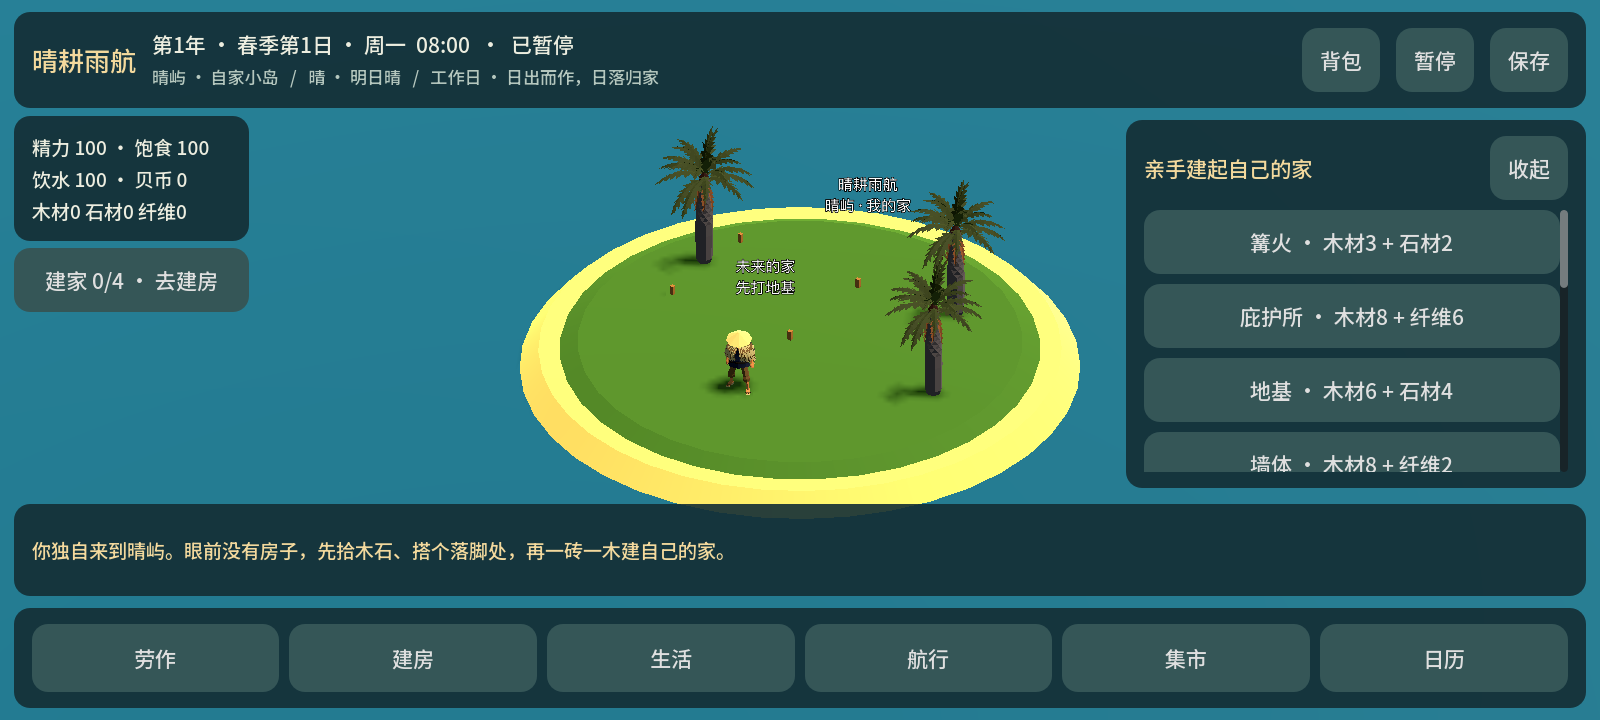 晴耕雨航
第1年 · 春季第1日 · 周一 08:00 · 已暂停
晴屿 · 自家小岛 / 晴 · 明日晴 / 工作日 · 日出而作，日落归家
背包
暂停
保存
精力 100 · 饱食 100
饮水 100 · 贝币 0
木材0 石材0 纤维0
建家 0/4 · 去建房
晴耕雨航
晴屿 · 我的家
未来的家
先打地基
亲手建起自己的家
收起
篝火 · 木材3 + 石材2
庇护所 · 木材8 + 纤维6
地基 · 木材6 + 石材4
墙体 · 木材8 + 纤维2
你独自来到晴屿。眼前没有房子，先拾木石、搭个落脚处，再一砖一木建自己的家。
劳作
建房
生活
航行
集市
日历